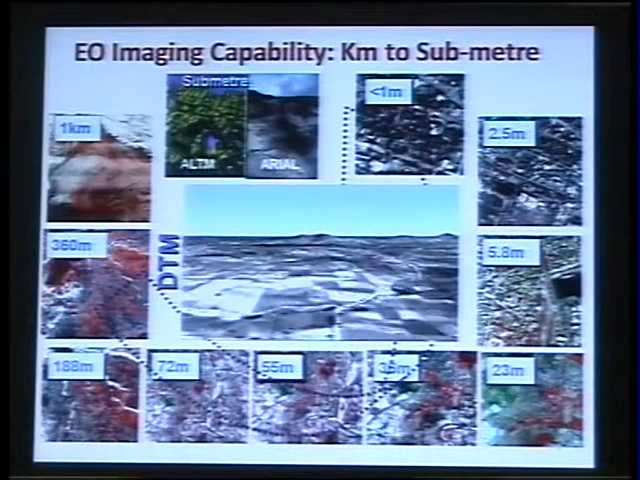 EO Imaging Capability: Km to Sub-metre
Submetre
ALTM
ARIAL
<1m
1km
2.5m
DTM
360m
5.8m
188m
72m
55m
36m
23m